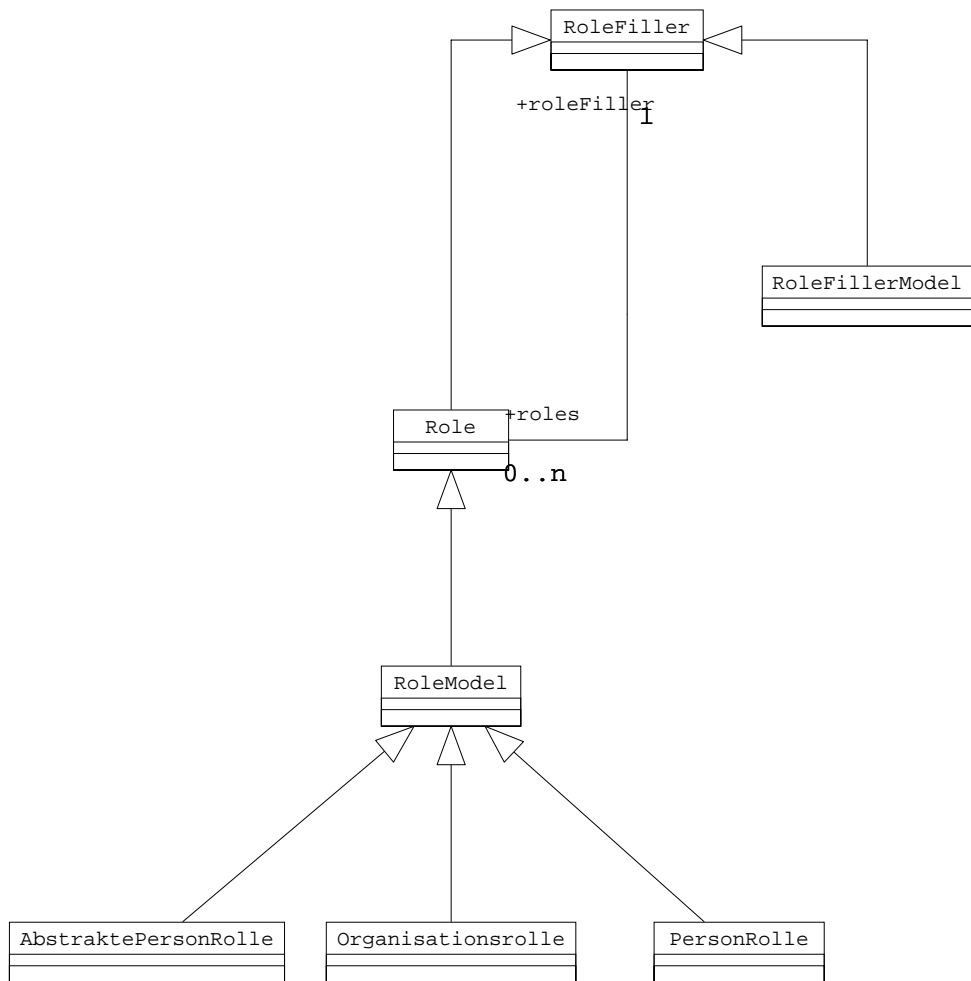 RoleFiller
+roleFiller
1
RoleFillerModel
+roles
Role
0..n
RoleModel
AbstraktePersonRolle
Organisationsrolle
PersonRolle